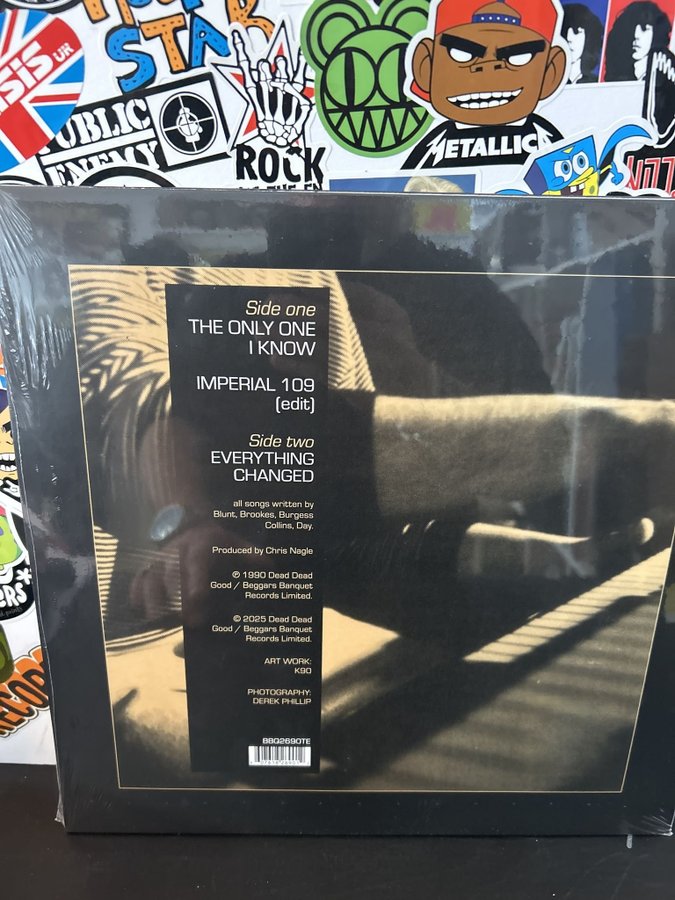 STAR
UK
PUBLIC
ENEMY
ROCK
METALLICA
Side one
THE ONLY ONE
I KNOW
IMPERIAL 109
(edit)
Side two
EVERYTHING
CHANGED
all songs written by
Blunt, Brookes, Burgess
Collins, Day.
Produced by Chris Nagle
℗ 1990 Dead Dead
Good / Beggars Banquet
Records Limited.
© 2025 Dead Dead
Good / Beggars Banquet
Records Limited.
ART WORK:
K90
PHOTOGRAPHY:
DEREK PHILLIP
BBQ2690TE